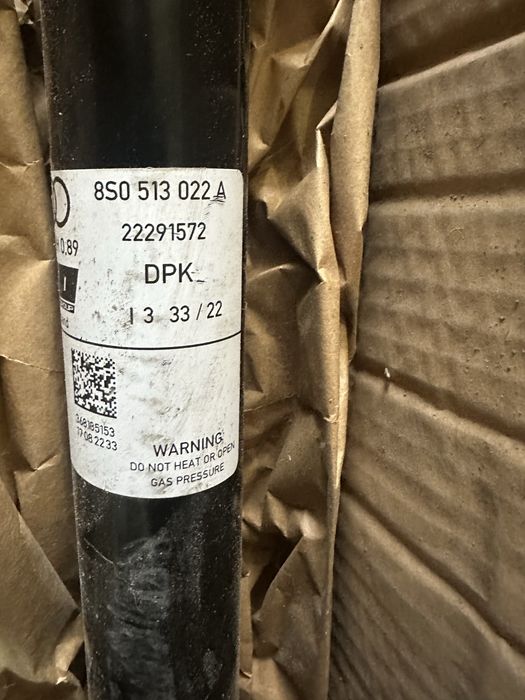 8S0 513 022 A
22291572
0.89
DPK
I 3 33 / 22
17.08.22 33
WARNING
DO NOT HEAT OR OPEN
GAS PRESSURE